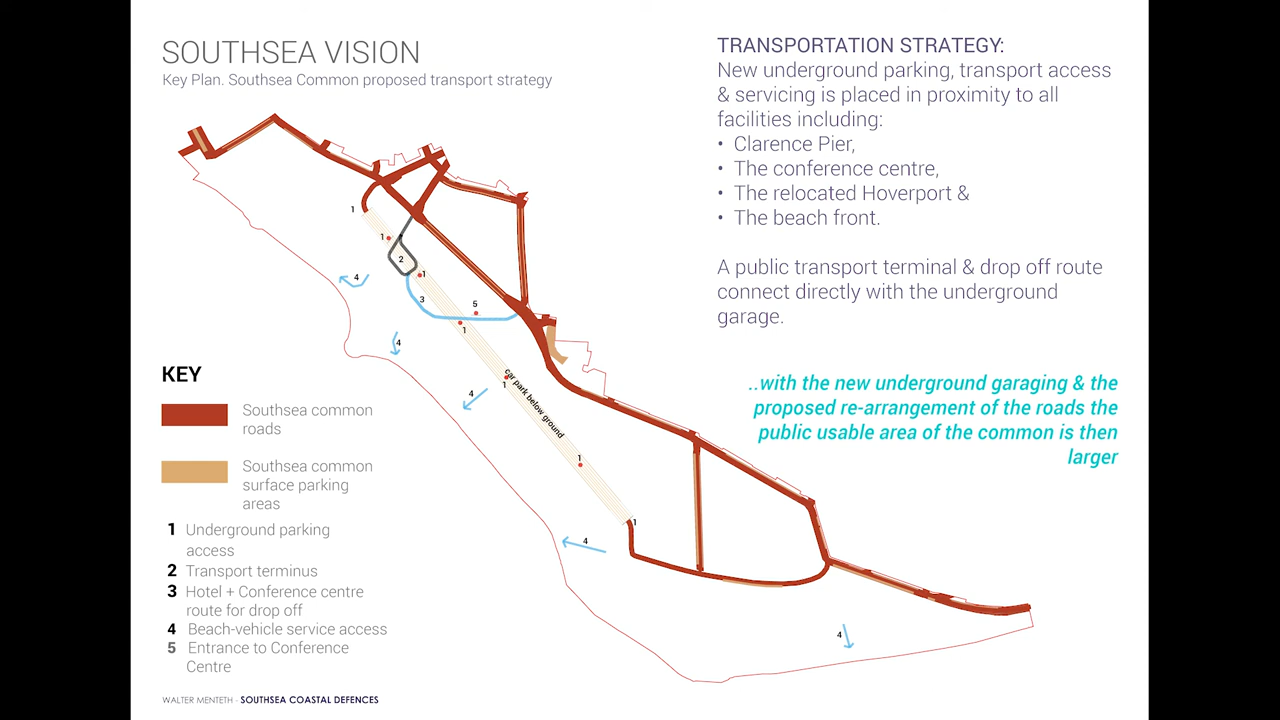 SOUTHSEA VISION
Key Plan. Southsea Common proposed transport strategy
TRANSPORTATION STRATEGY:
New underground parking, transport access
& servicing is placed in proximity to all
facilities including:
• Clarence Pier,
• The conference centre,
• The relocated Hoverport &
• The beach front.
A public transport terminal & drop off route
connect directly with the underground
garage.
..with the new underground garaging & the
proposed re-arrangement of the roads the
public usable area of the common is then
larger
1
1
2
1
4
3
5
1
4
1
4
car park below ground
1
1
4
4
KEY
Southsea common
roads
Southsea common
surface parking
areas
1 Underground parking
access
2 Transport terminus
3 Hotel + Conference centre
route for drop off
4 Beach-vehicle service access
5 Entrance to Conference
Centre
WALTER MENTETH - SOUTHSEA COASTAL DEFENCES